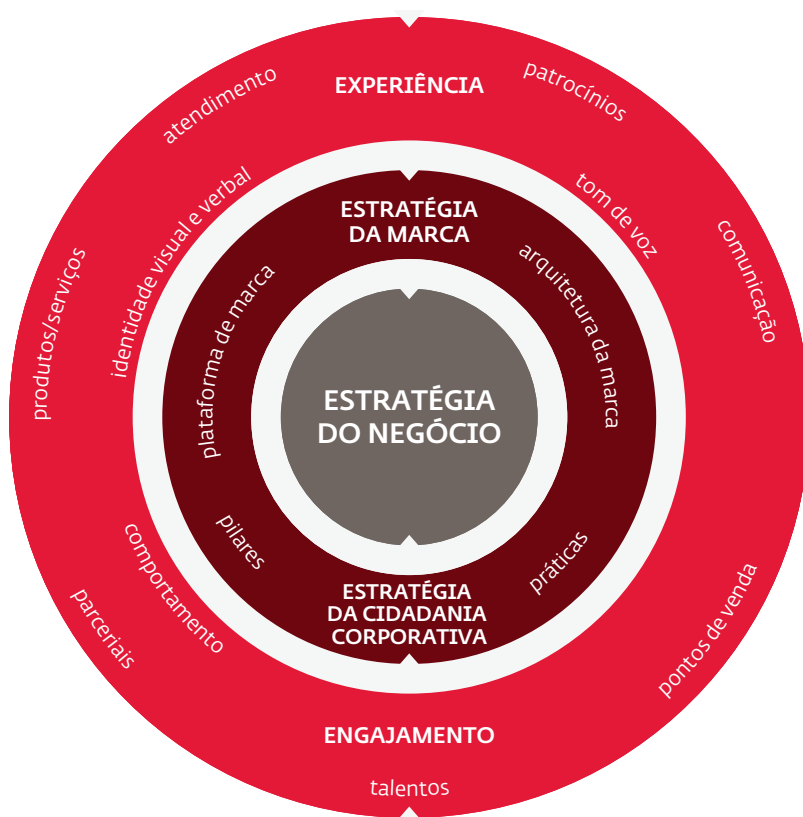 EXPERIÊNCIA
atendimento
patrocínios
identidade visual e verbal
tom de voz
produtos/serviços
comunicação
ESTRATÉGIA
DA MARCA
plataforma de marca
arquitetura da marca
ESTRATÉGIA
DO NEGÓCIO
pilares
práticas
ESTRATÉGIA
DA CIDADANIA
CORPORATIVA
comportamento
parceriais
pontos de venda
ENGAJAMENTO
talentos